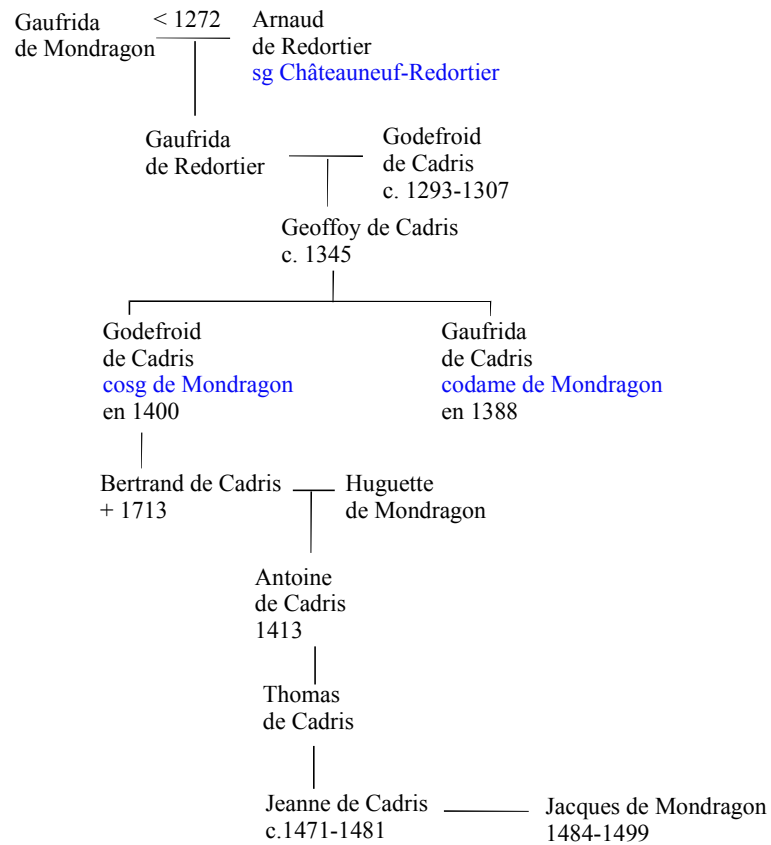 Gaufrida
de Mondragon
< 1272
Arnaud
de Redortier
sg Châteauneuf-Redortier
Gaufrida
de Redortier
Godefroid
de Cadris
c. 1293-1307
Geoffoy de Cadris
c. 1345
Godefroid
de Cadris
cosg de Mondragon
en 1400
Gaufrida
de Cadris
codame de Mondragon
en 1388
Bertrand de Cadris
+ 1713
Huguette
de Mondragon
Antoine
de Cadris
1413
Thomas
de Cadris
Jeanne de Cadris
c.1471-1481
Jacques de Mondragon
1484-1499